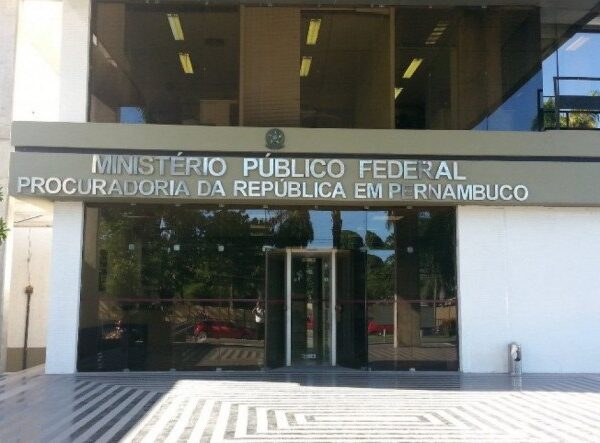 MINISTÉRIO PÚBLICO FEDERAL
PROCURADORIA DA REPÚBLICA EM PERNAMBUCO